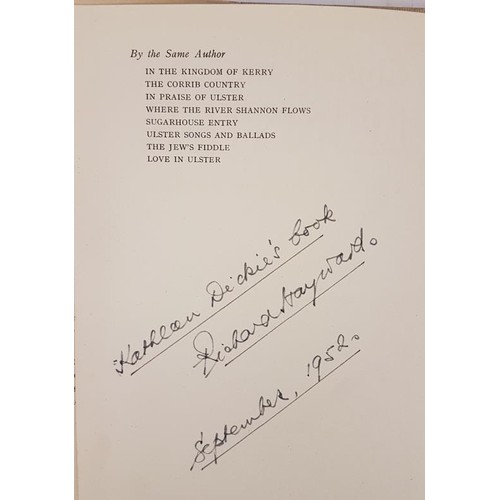 By the Same Author
IN THE KINGDOM OF KERRY
THE CORRIB COUNTRY
IN PRAISE OF ULSTER
WHERE THE RIVER SHANNON FLOWS
SUGARHOUSE ENTRY
ULSTER SONGS AND BALLADS
THE JEW'S FIDDLE
LOVE IN ULSTER
Kathleen Dickie's book
Richard Hayward.
September, 1952.